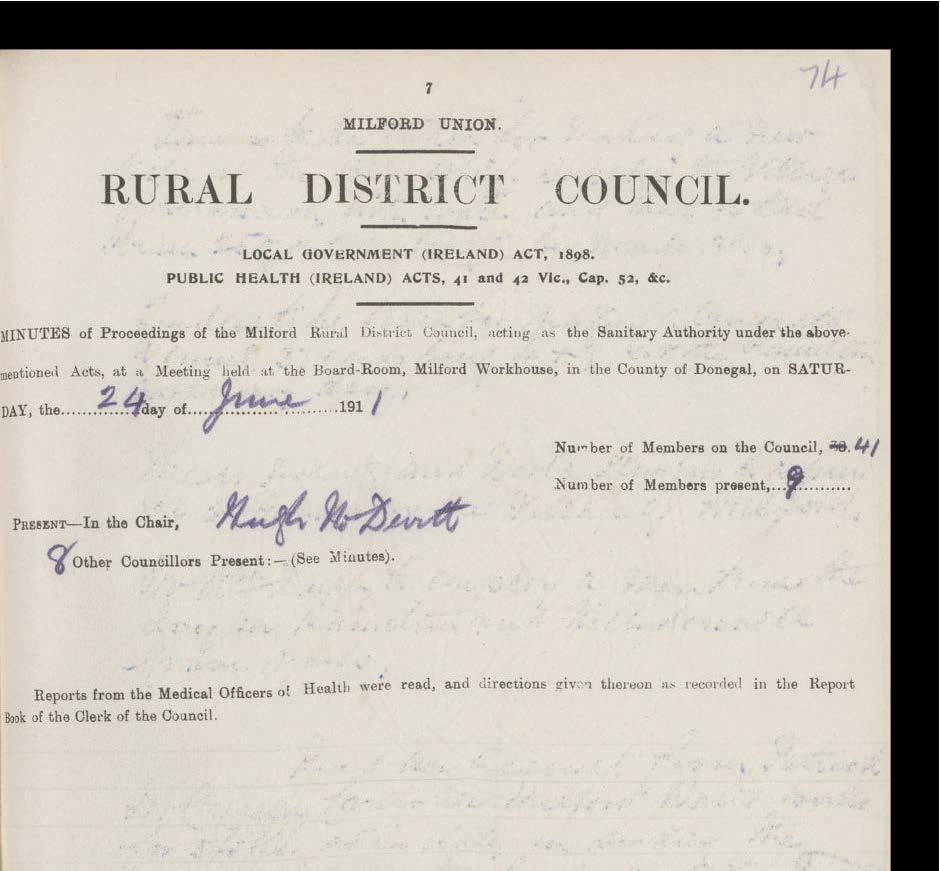 74
7
MILFORD UNION.
RURAL DISTRICT COUNCIL.
LOCAL GOVERNMENT (IRELAND) ACT, 1898.
PUBLIC HEALTH (IRELAND) ACTS, 41 and 42 Vic., Cap. 52, &c.
MINUTES of Proceedings of the Milford Rural District Council, acting as the Sanitary Authority under the above-
mentioned Acts, at a Meeting held at the Board-Room, Milford Workhouse, in the County of Donegal, on SATUR-
DAY, the..............24day of....June..........1911
Number of Members on the Council, 41
Number of Members present,...9..........
PRESENT—In the Chair, Hugh McDevitt
8 Other Councillors Present:—(See Minutes).
Reports from the Medical Officers of Health were read, and directions given thereon as recorded in the Report
Book of the Clerk of the Council.